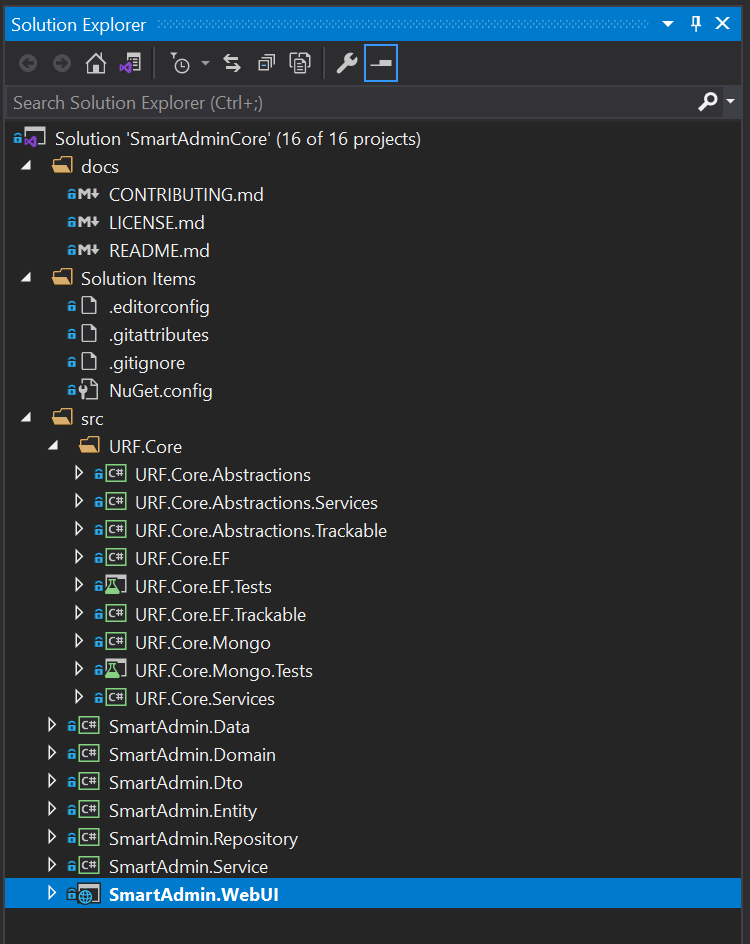 Solution Explorer
Search Solution Explorer (Ctrl+;)
Solution 'SmartAdminCore' (16 of 16 projects)
docs
M CONTRIBUTING.md
M LICENSE.md
M README.md
Solution Items
.editorconfig
.gitattributes
.gitignore
NuGet.config
src
URF.Core
C# URF.Core.Abstractions
C# URF.Core.Abstractions.Services
C# URF.Core.Abstractions.Trackable
C# URF.Core.EF
URF.Core.EF.Tests
C# URF.Core.EF.Trackable
C# URF.Core.Mongo
URF.Core.Mongo.Tests
C# URF.Core.Services
C# SmartAdmin.Data
C# SmartAdmin.Domain
C# SmartAdmin.Dto
C# SmartAdmin.Entity
C# SmartAdmin.Repository
C# SmartAdmin.Service
SmartAdmin.WebUI